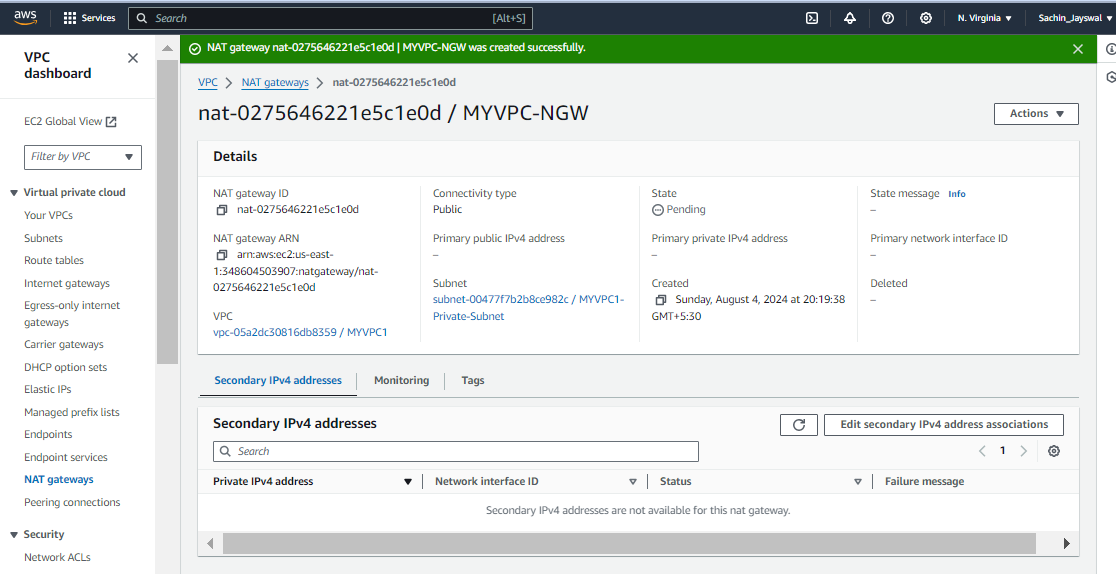 aws Services Search [Alt+S] N. Virginia Sachin_Jayswal
NAT gateway nat-0275646221e5c1e0d | MYVPC-NGW was created successfully.
VPC dashboard
EC2 Global View
Filter by VPC
Virtual private cloud
Your VPCs
Subnets
Route tables
Internet gateways
Egress-only internet
gateways
Carrier gateways
DHCP option sets
Elastic IPs
Managed prefix lists
Endpoints
Endpoint services
NAT gateways
Peering connections
Security
Network ACLs
VPC NAT gateways nat-0275646221e5c1e0d
nat-0275646221e5c1e0d / MYVPC-NGW
Actions
Details
NAT gateway ID
nat-0275646221e5c1e0d
NAT gateway ARN
arn:aws:ec2:us-east-
1:348604503907:natgateway/nat-
0275646221e5c1e0d
VPC
vpc-05a2dc30816db8359 / MYVPC1
Connectivity type
Public
Primary public IPv4 address
–
Subnet
subnet-00477f7b2b8ce982c / MYVPC1-
Private-Subnet
State
Pending
Primary private IPv4 address
–
Created
Sunday, August 4, 2024 at 20:19:38
GMT+5:30
State message Info
–
Primary network interface ID
–
Deleted
–
Secondary IPv4 addresses Monitoring Tags
Secondary IPv4 addresses
Edit secondary IPv4 address associations
Search
1
Private IPv4 address Network interface ID Status Failure message
Secondary IPv4 addresses are not available for this nat gateway.